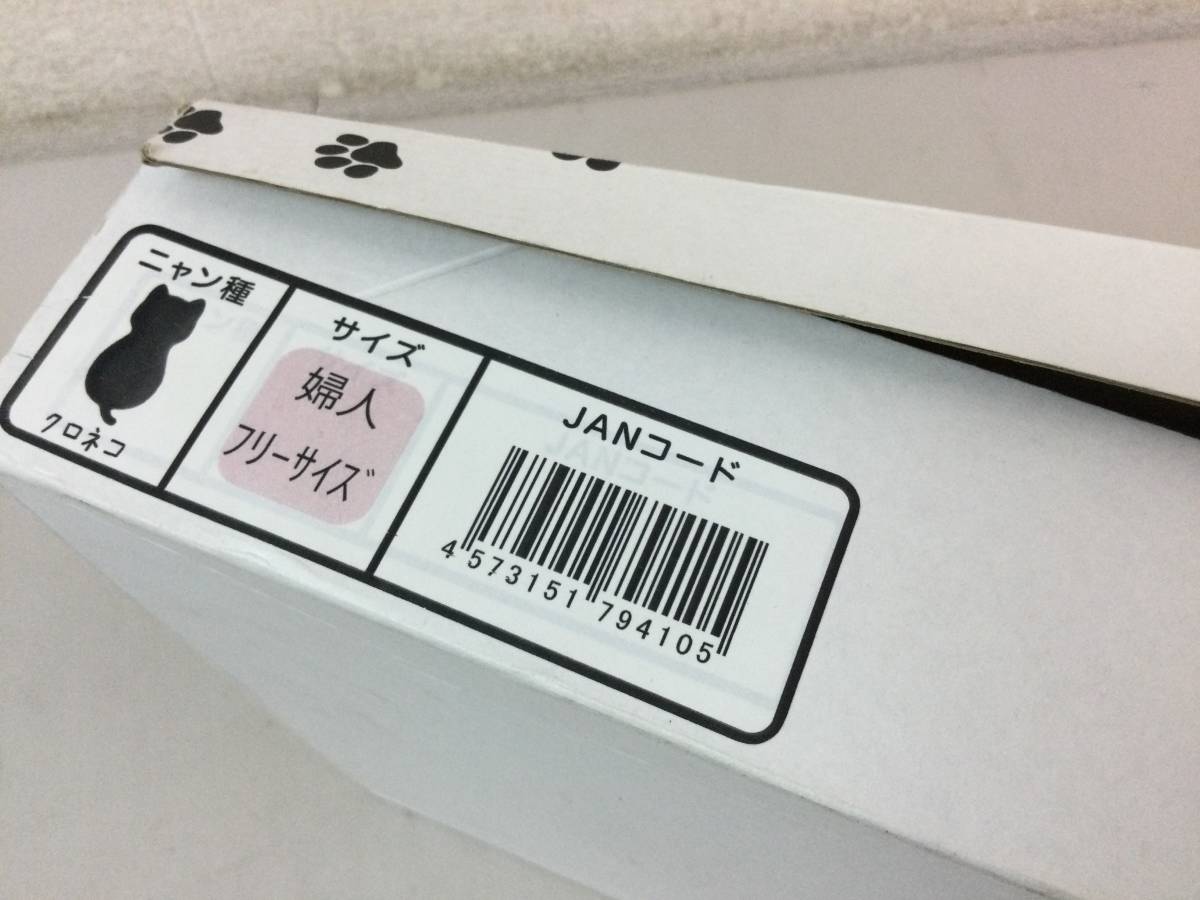 ニャン種
クロネコ
サイズ
婦人
フリーサイズ
JANコード
4 573151 794105